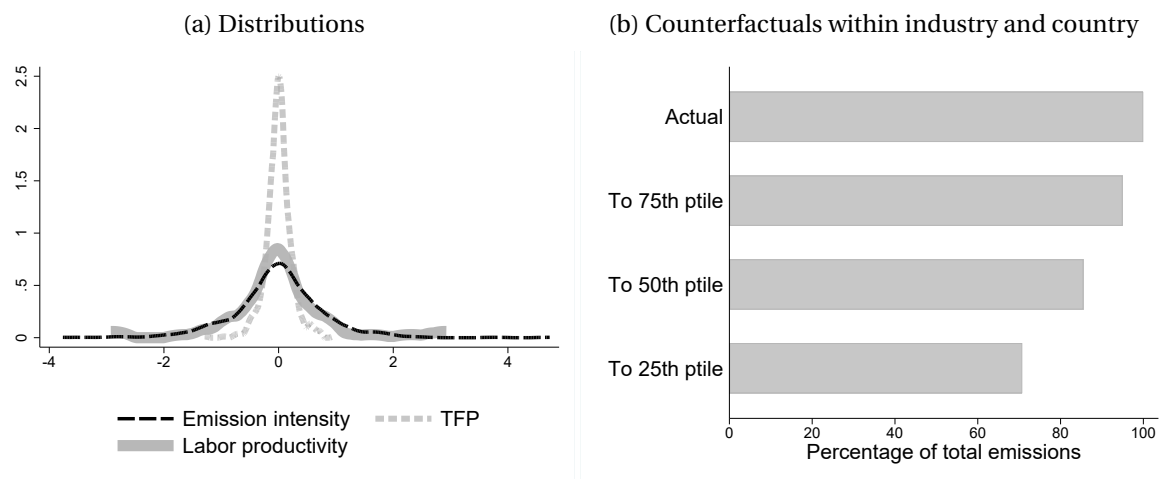 (a) Distributions
2.5
2
1.5
1
.5
0
-4 -2 0 2 4
Emission intensity TFP
Labor productivity
(b) Counterfactuals within industry and country
Actual
To 75th ptile
To 50th ptile
To 25th ptile
0 20 40 60 80 100
Percentage of total emissions